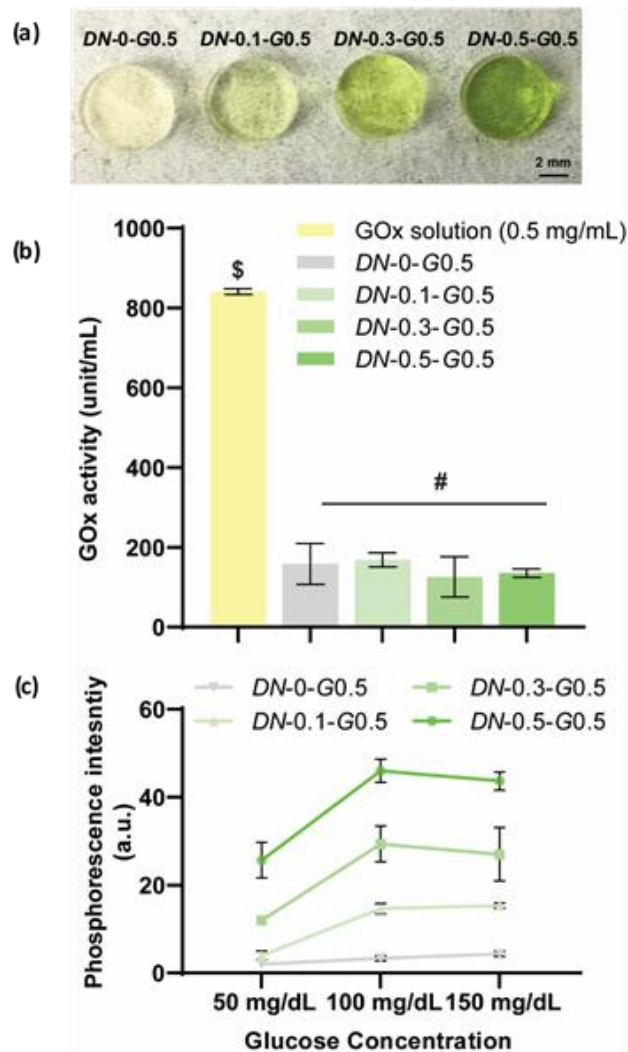 (a)
DN-0-G0.5 DN-0.1-G0.5 DN-0.3-G0.5 DN-0.5-G0.5
2 mm
(b)
GOx activity (unit/mL)
1000
800
600
400
200
0
$
#
GOx solution (0.5 mg/mL)
DN-0-G0.5
DN-0.1-G0.5
DN-0.3-G0.5
DN-0.5-G0.5
(c)
DN-0-G0.5 DN-0.3-G0.5
DN-0.1-G0.5 DN-0.5-G0.5
Phosphorescence intesntiy
(a.u.)
60
40
20
0
50 mg/dL 100 mg/dL 150 mg/dL
Glucose Concentration